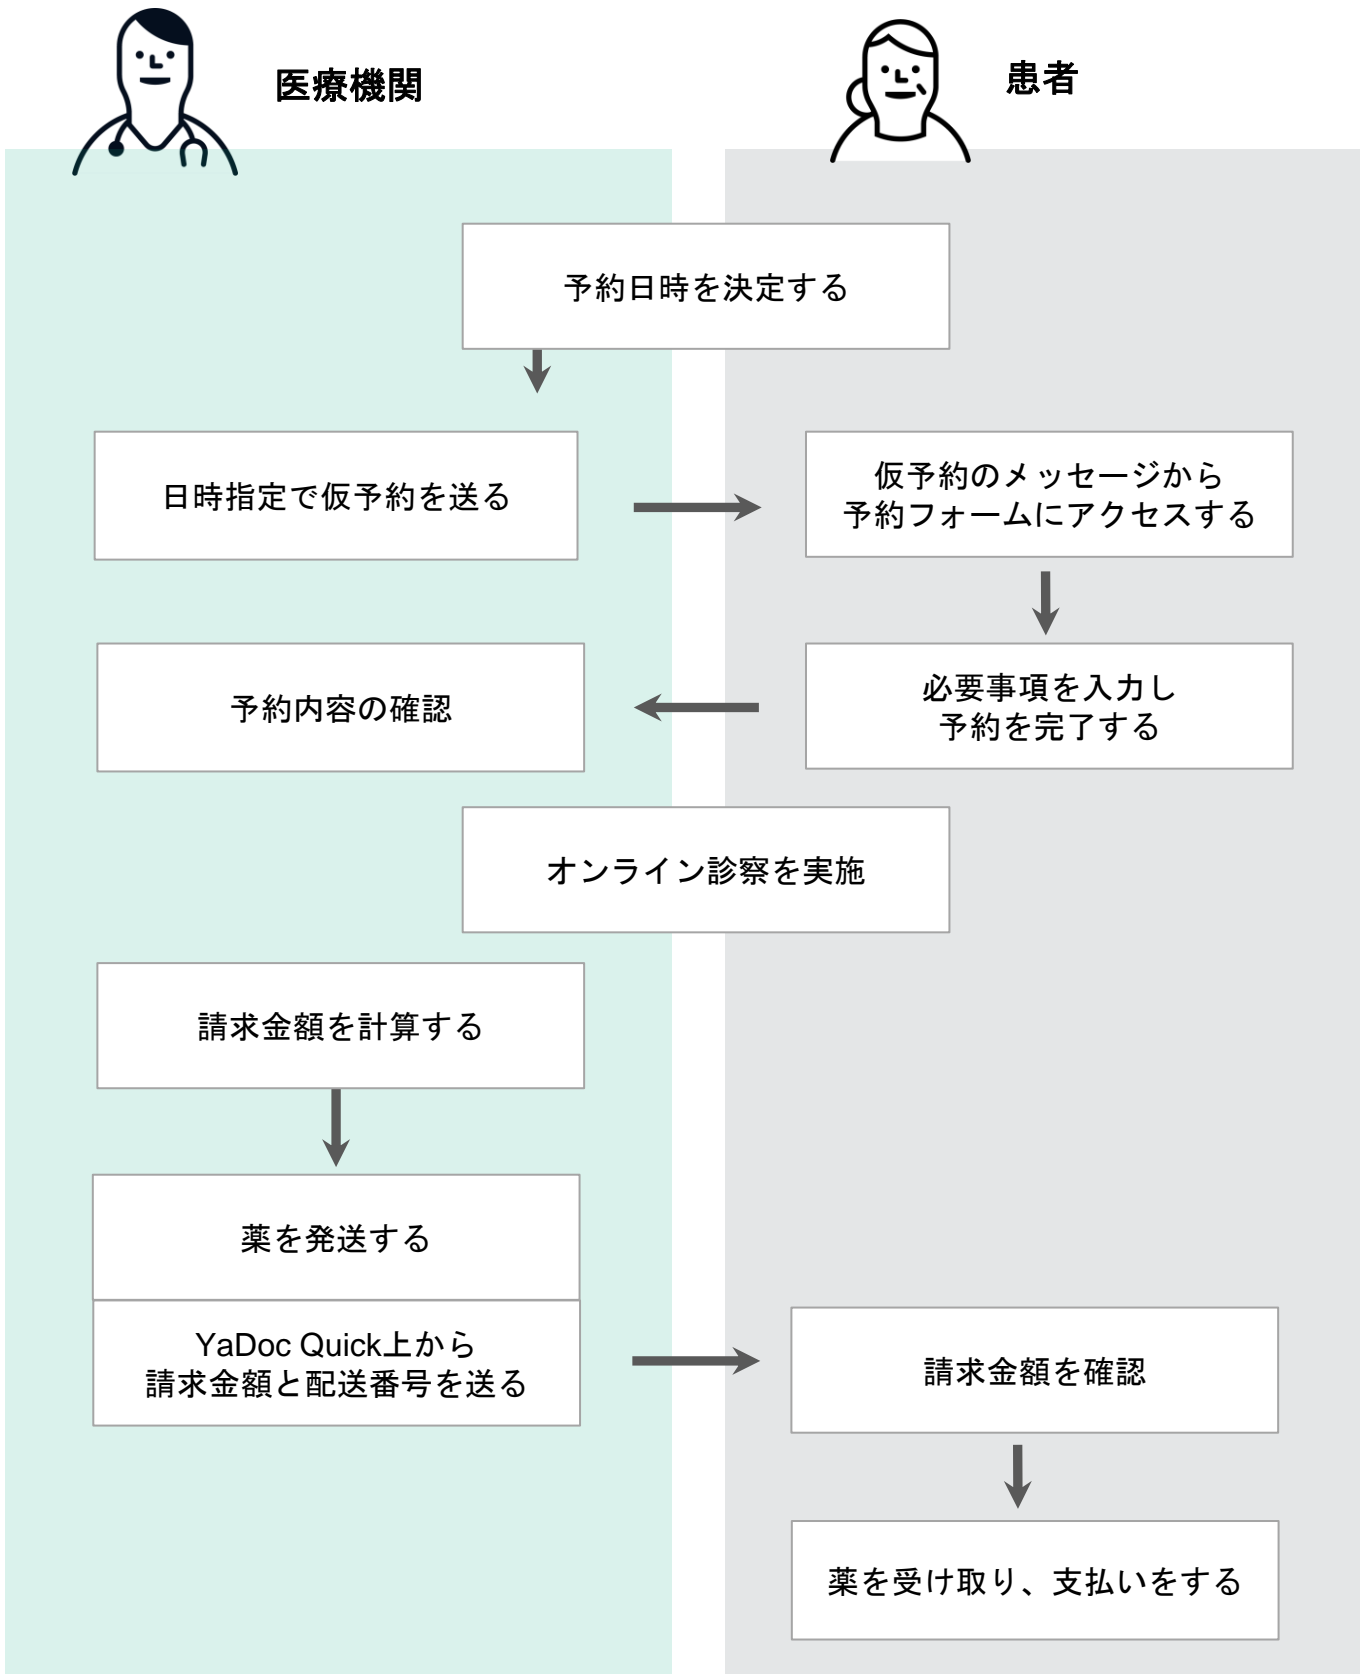 医療機関
患者
予約日時を決定する
日時指定で仮予約を送る
仮予約のメッセージから
予約フォームにアクセスする
予約内容の確認
必要事項を入力し
予約を完了する
オンライン診察を実施
請求金額を計算する
薬を発送する
YaDoc Quick上から
請求金額と配送番号を送る
請求金額を確認
薬を受け取り、支払いをする